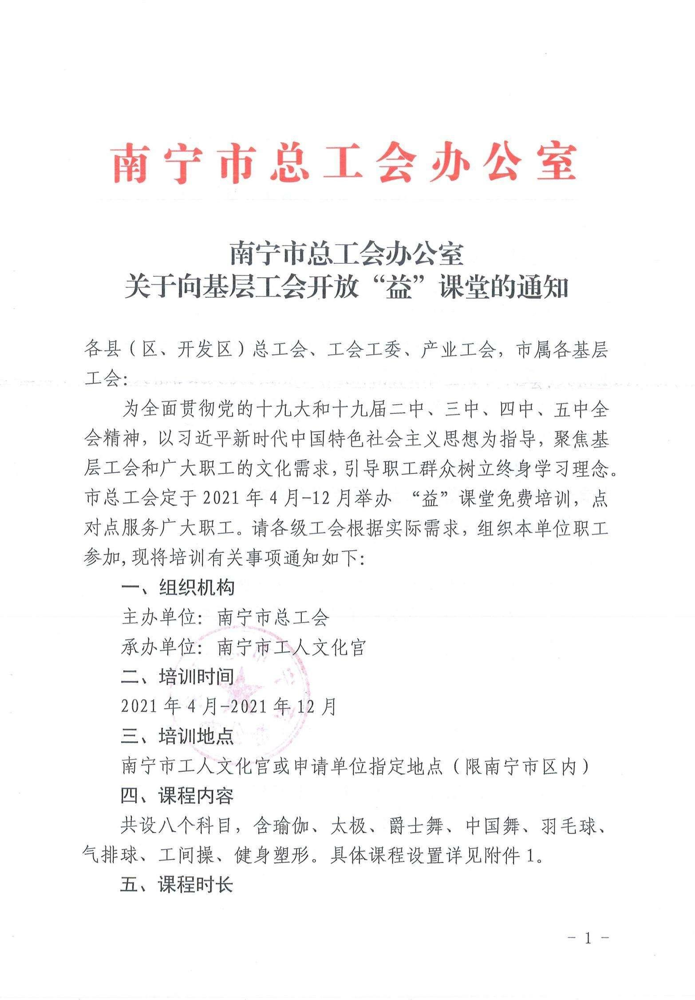 南宁市总工会办公室
南宁市总工会办公室
关于向基层工会开放“益”课堂的通知
各县（区、开发区）总工会、工会工委、产业工会，市属各基层
工会：
为全面贯彻党的十九大和十九届二中、三中、四中、五中全
会精神，以习近平新时代中国特色社会主义思想为指导，聚焦基
层工会和广大职工的文化需求，引导职工群众树立终身学习理念。
市总工会定于2021年4月-12月举办 “益”课堂免费培训，点
对点服务广大职工。请各级工会根据实际需求，组织本单位职工
参加,现将培训有关事项通知如下：
一、组织机构
主办单位：南宁市总工会
承办单位：南宁市工人文化宫
二、培训时间
2021年4月-2021年12月
三、培训地点
南宁市工人文化宫或申请单位指定地点（限南宁市区内）
四、课程内容
共设八个科目，含瑜伽、太极、爵士舞、中国舞、羽毛球、
气排球、工间操、健身塑形。具体课程设置详见附件1。
五、课程时长
- 1 -